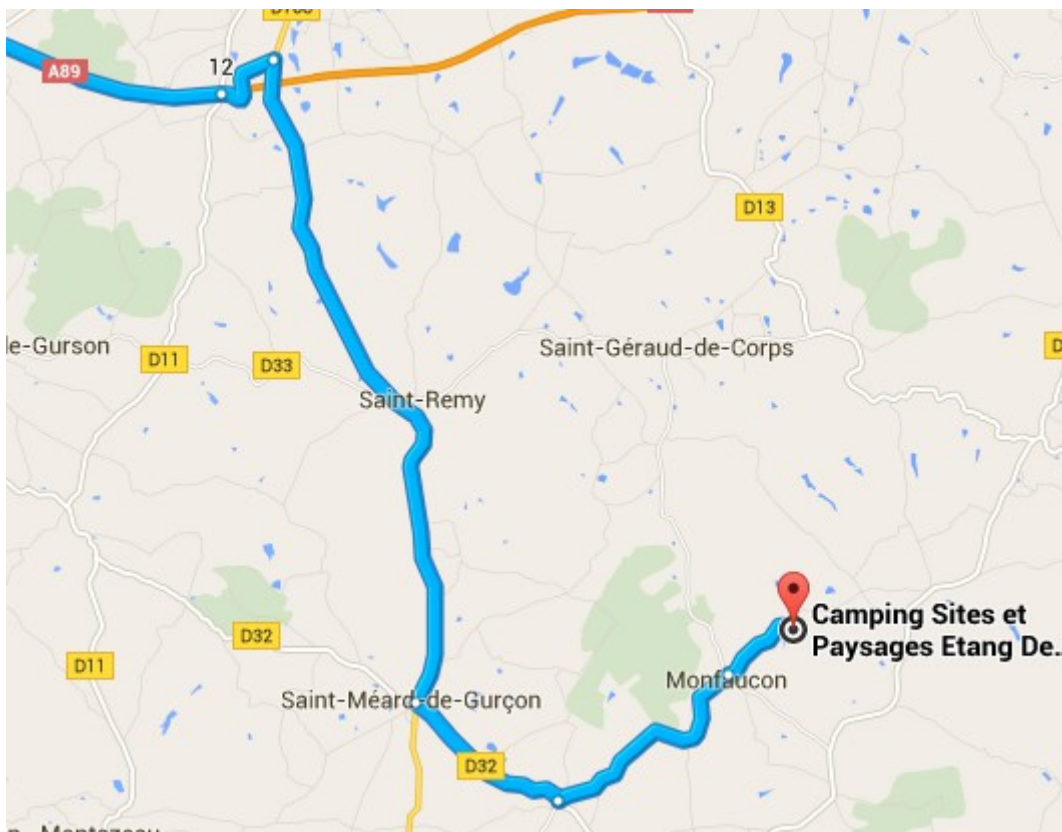 A89
12
D13
de-Gurson
D11
D33
Saint-Géraud-de-Corps
Saint-Remy
Camping Sites et
Paysages Etang De..
D32
D11
Monfaucon
Saint-Méard-de-Gurçon
D32